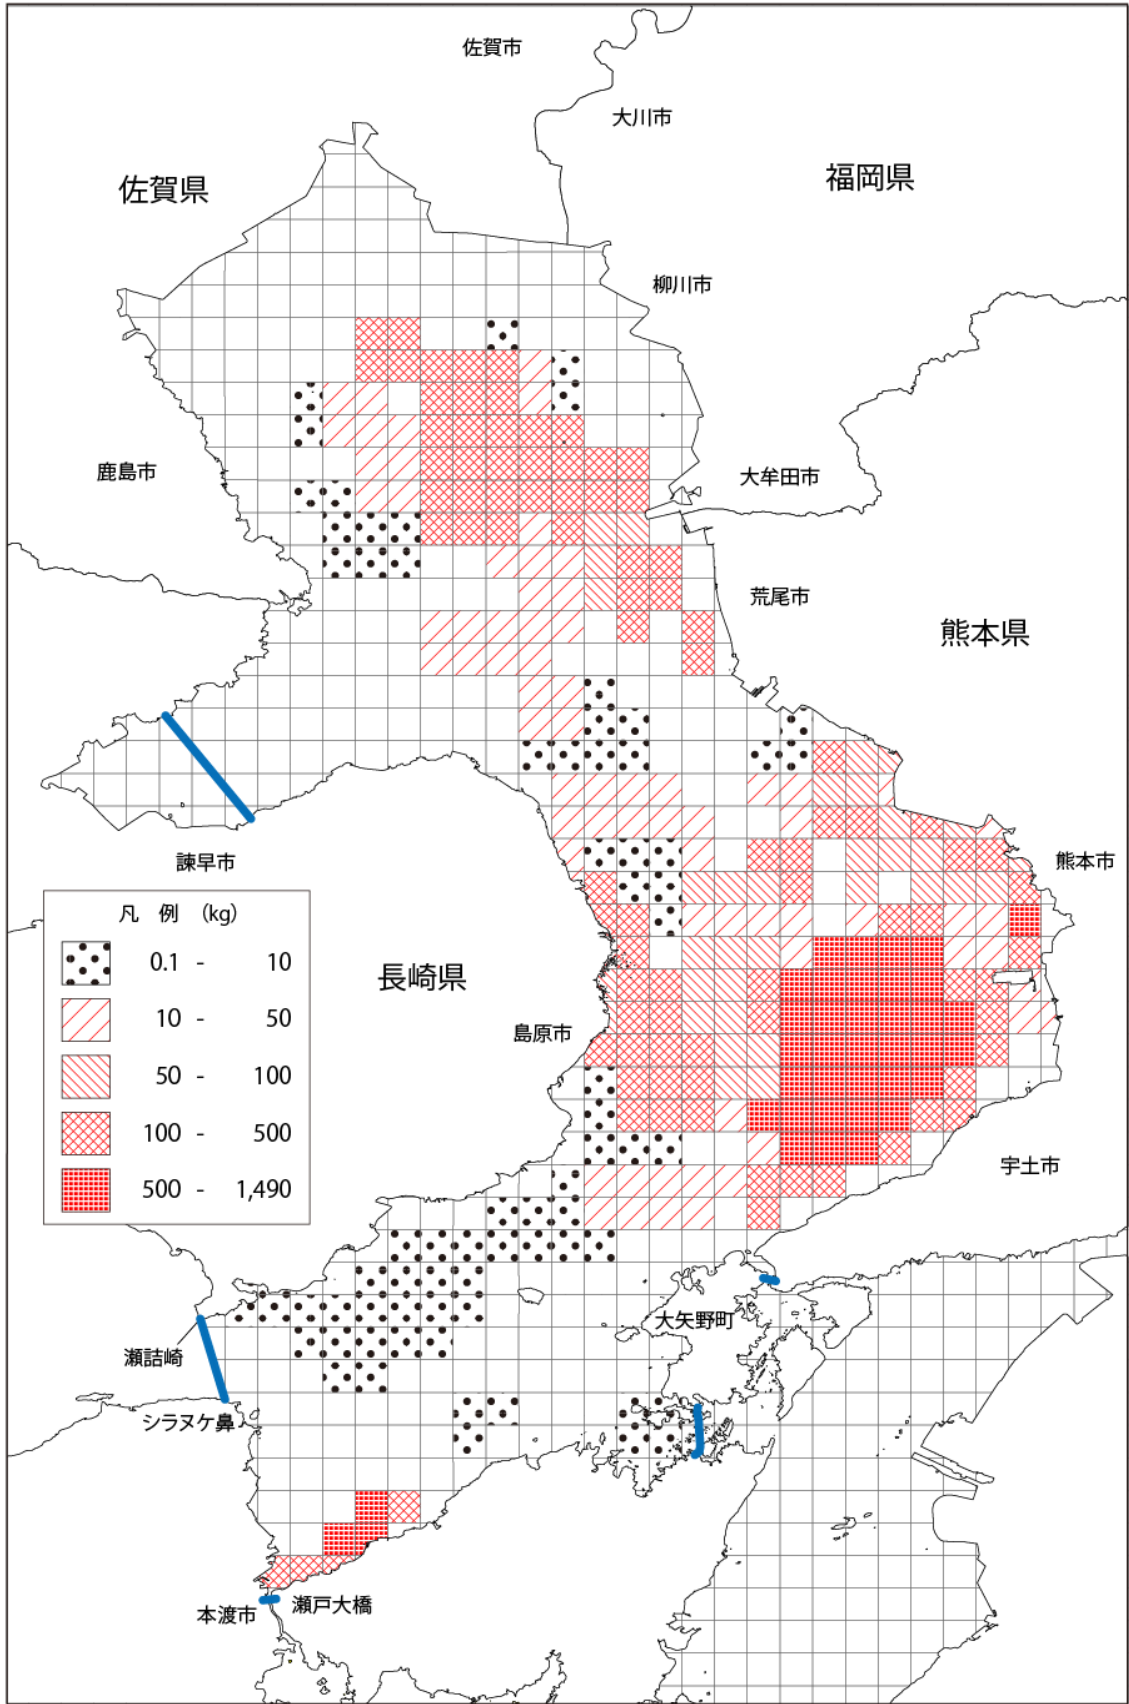 佐賀市
大川市
佐賀県
福岡県
柳川市
鹿島市
大牟田市
荒尾市
熊本県
諫早市
熊本市
凡 例 (kg)
0.1 - 10
10 - 50
50 - 100
100 - 500
500 - 1,490
長崎県
島原市
宇土市
大矢野町
瀬詰崎
シラヌケ鼻
本渡市
瀬戸大橋